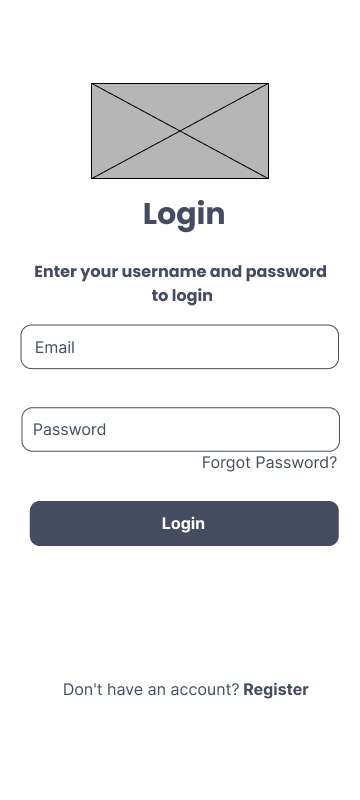 Login
Enter your username and password
to login
Email
Password
Forgot Password?
Login
Don't have an account? Register